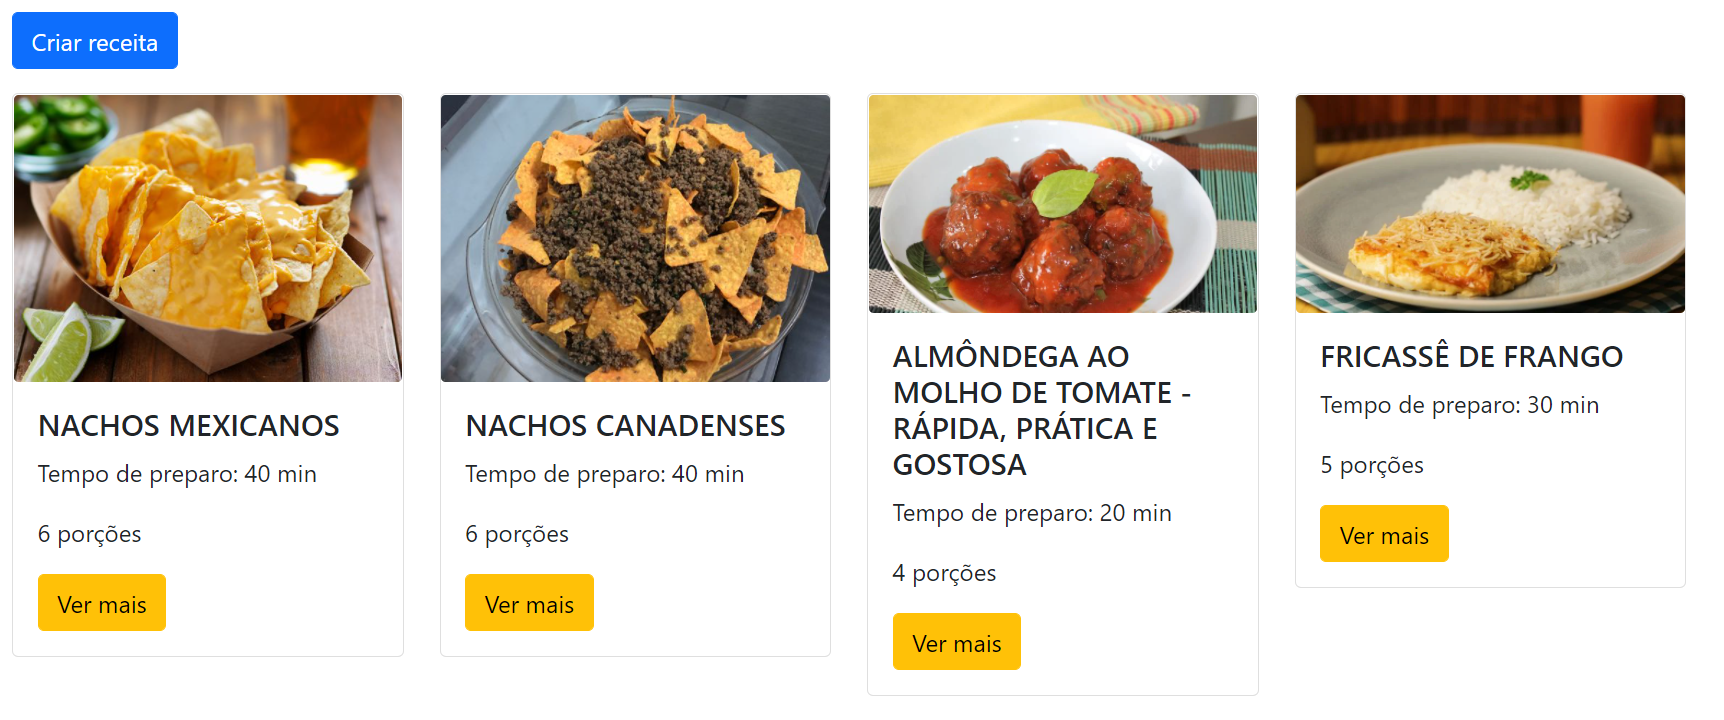 Criar receita
NACHOS MEXICANOS
Tempo de preparo: 40 min
6 porções
Ver mais
NACHOS CANADENSES
Tempo de preparo: 40 min
6 porções
Ver mais
ALMÔNDEGA AO
MOLHO DE TOMATE -
RÁPIDA, PRÁTICA E
GOSTOSA
Tempo de preparo: 20 min
4 porções
Ver mais
FRICASSÊ DE FRANGO
Tempo de preparo: 30 min
5 porções
Ver mais